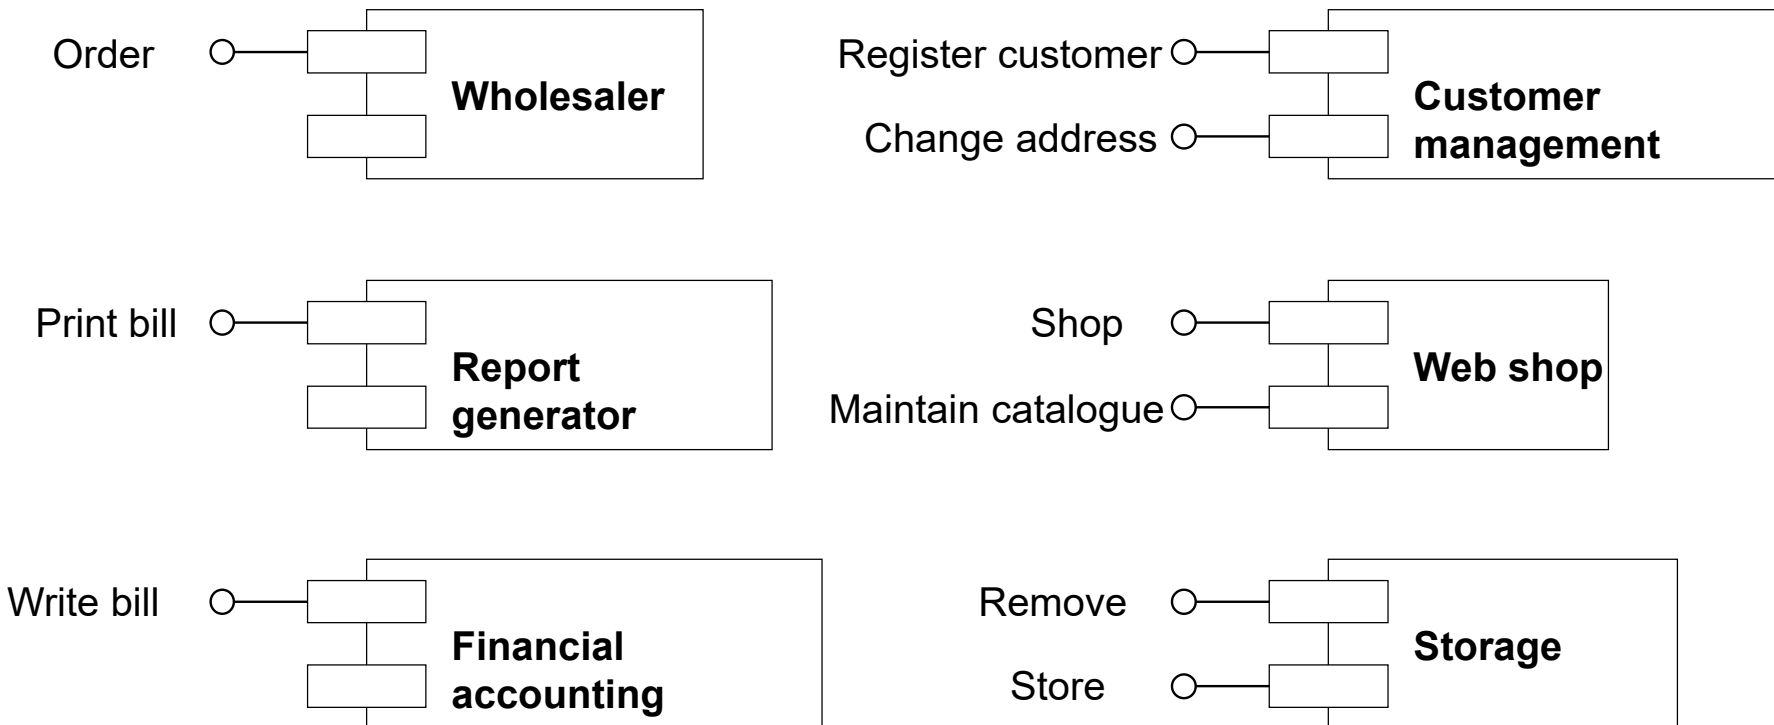 Order
Wholesaler
Register customer
Change address
Customer
management
Print bill
Report
generator
Shop
Maintain catalogue
Web shop
Write bill
Financial
accounting
Remove
Store
Storage